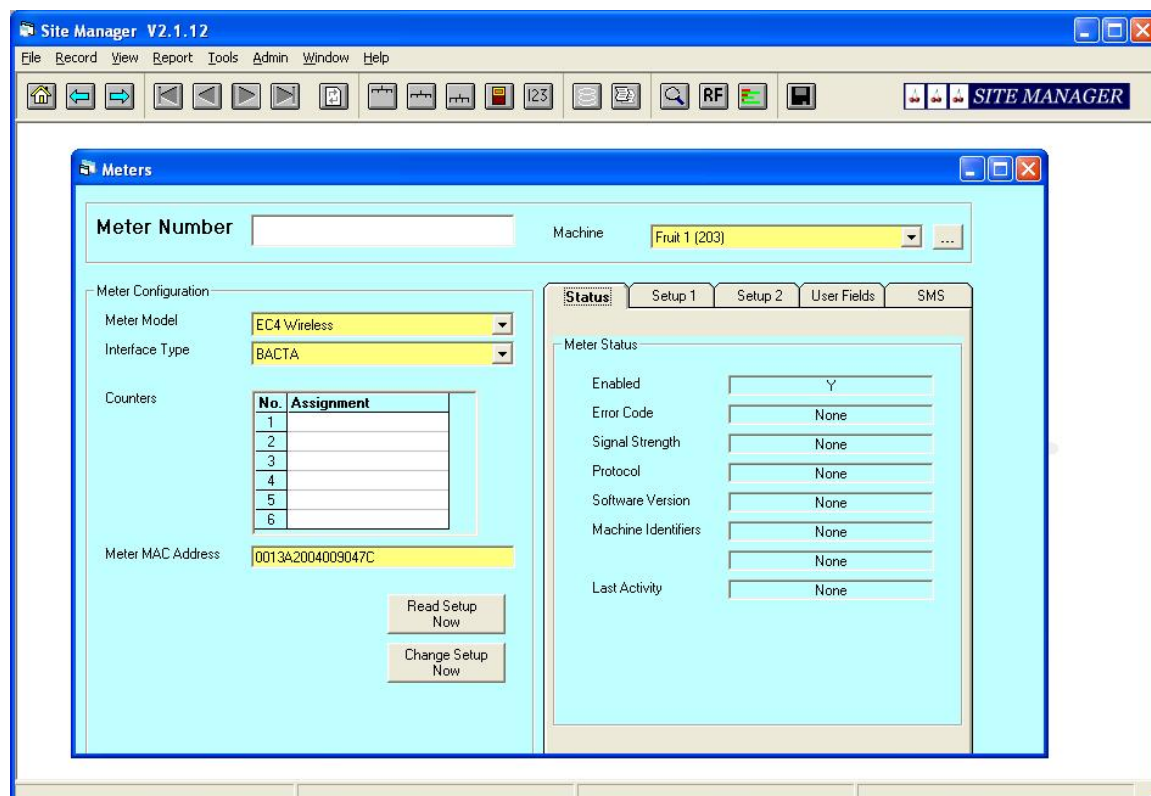 Site Manager V2.1.12
File Record View Report Tools Admin Window Help
123 RF SITE MANAGER
Meters
Meter Number
Machine Fruit 1 (203) ...
Meter Configuration
Meter Model EC4 Wireless
Interface Type BACTA
Counters
No. Assignment
1
2
3
4
5
6
Meter MAC Address 0013A2004009047C
Read Setup
Now
Change Setup
Now
Status Setup 1 Setup 2 User Fields SMS
Meter Status
Enabled Y
Error Code None
Signal Strength None
Protocol None
Software Version None
Machine Identifiers None
None
Last Activity None